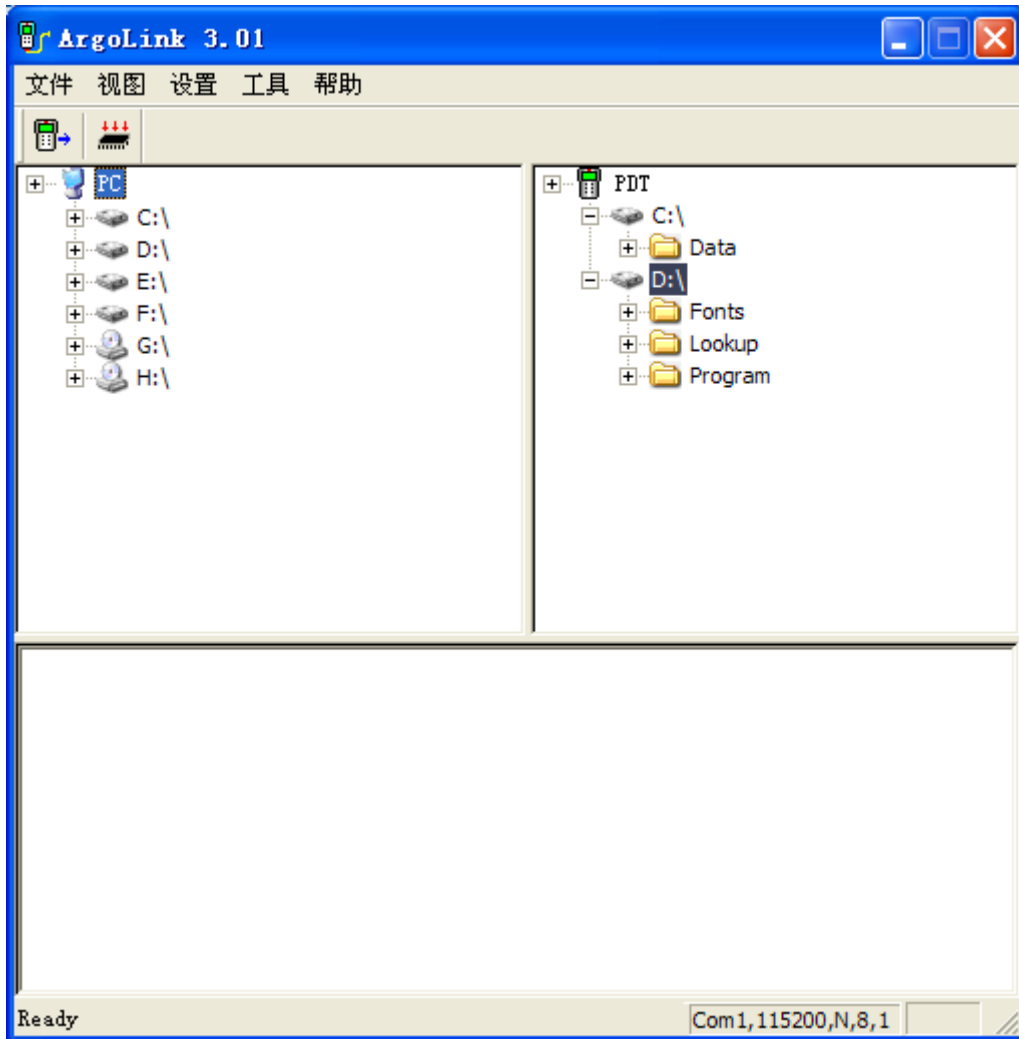 ArgoLink 3.01
文件 视图 设置 工具 帮助
PC
C:\
D:\
E:\
F:\
G:\
H:\
PDT
C:\
Data
D:\
Fonts
Lookup
Program
Ready
Com1,115200,N,8,1